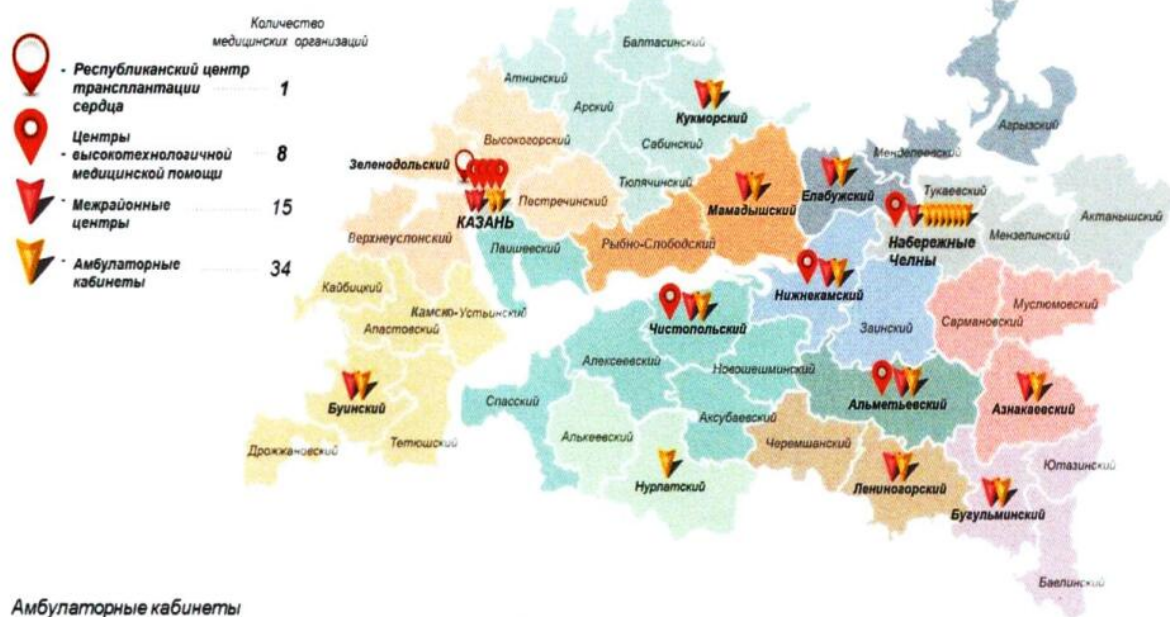 Количество
медицинских организаций
- Республиканский центр
трансплантации
сердца 1
Центры
- высокотехнологичной 8
медицинской помощи
- Межрайонные 15
центры
- Амбулаторные 34
кабинеты
Балтасинский
Атнинский
Арский
Кукморский
Высокогорский
Сабинский
Зеленодольский
Тюлячинский
Пестречинский
КАЗАНЬ
Верхнеуслонский
Лаишевский
Рыбно-Слободский
Мамадышский
Елабужский
Менделеевский
Агрызский
Тукаевский
Актанышский
Мензелинский
Набережные
Челны
Нижнекамский
Кайбицкий
Камско-Устьинский
Апастовский
Чистопольский
Заинский
Сармановский
Муслюмовский
Алексеевский
Новошешминский
Буинский
Спасский
Аксубаевский
Альметьевский
Азнакаевский
Дрожжановский
Тетюшский
Алькеевский
Черемшанский
Нурлатский
Лениногорский
Ютазинский
Бугульминский
Бавлинский
Амбулаторные кабинеты